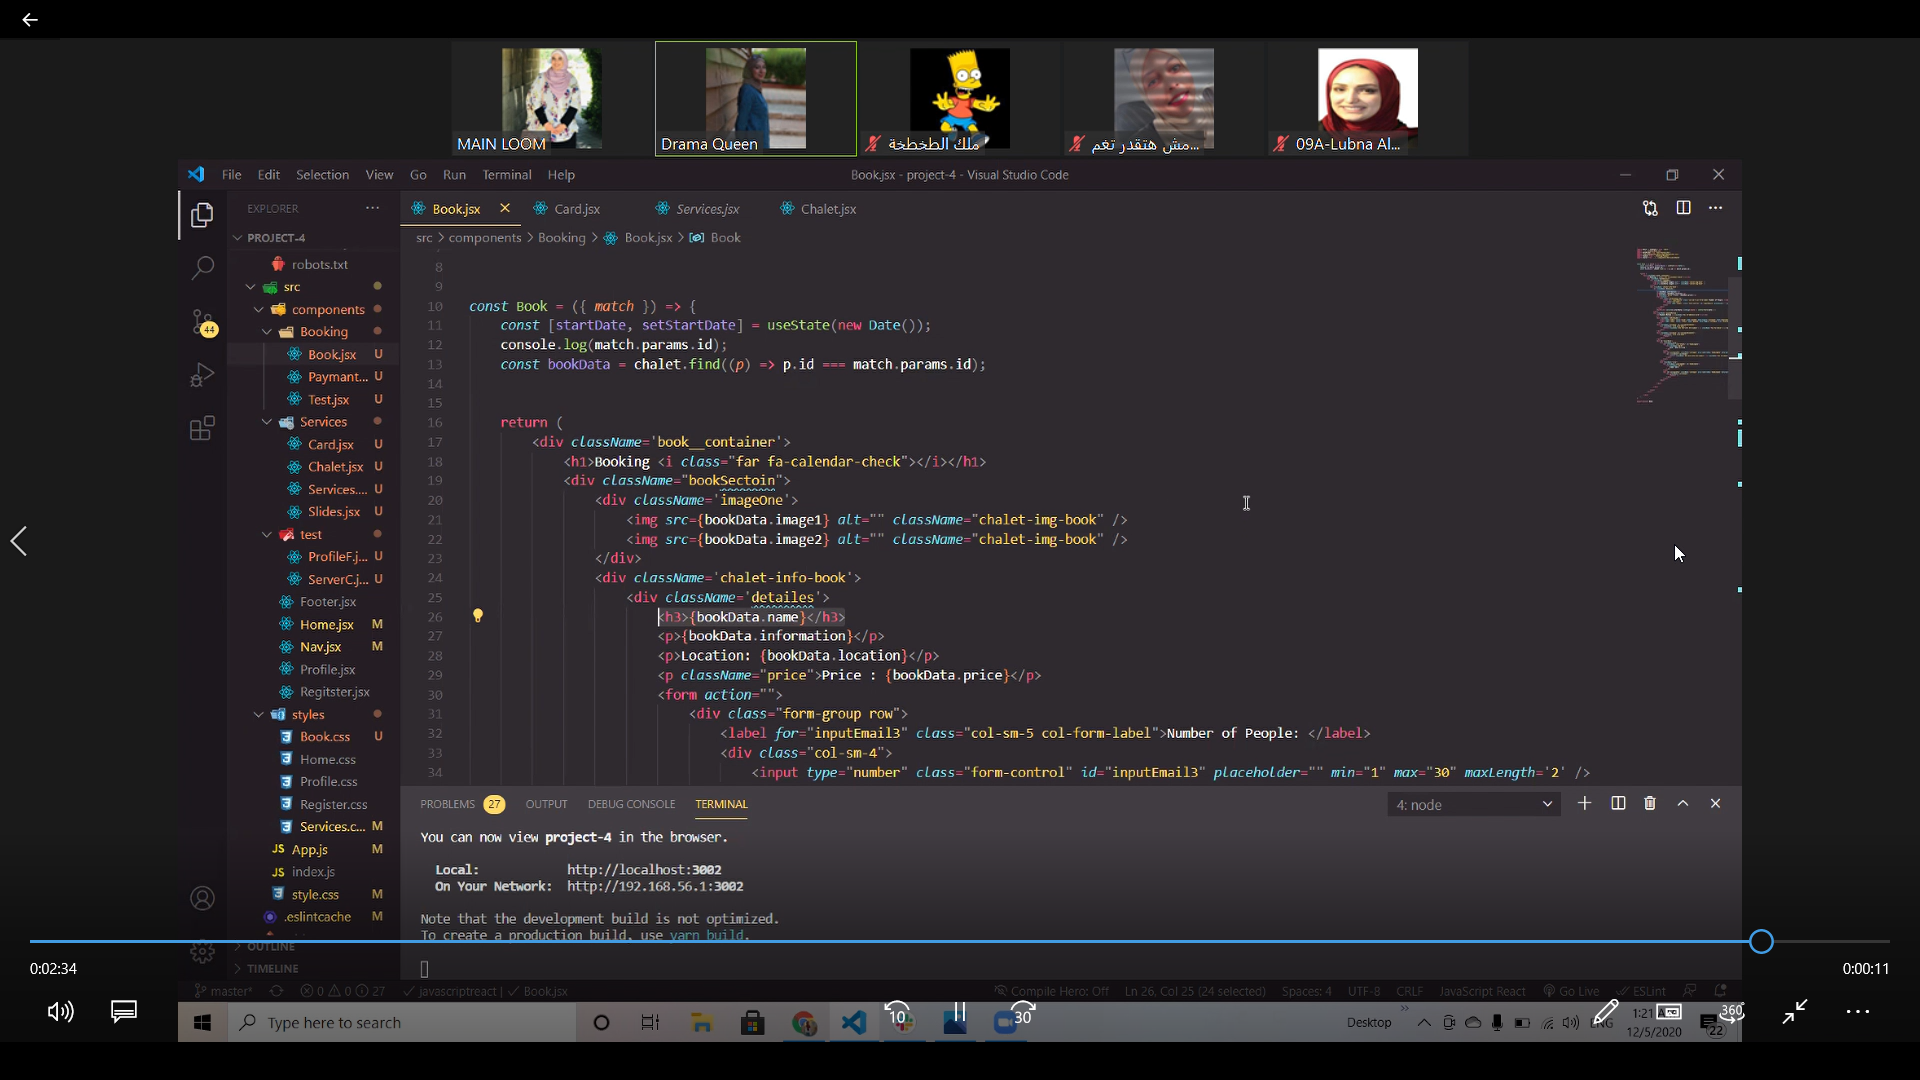 MAIN LOOM
Drama Queen
ملك الطخطخة
مش هتقدر تغم...
09A-Lubna Al...
File Edit Selection View Go Run Terminal Help
Book.jsx - project-4 - Visual Studio Code
EXPLORER
PROJECT-4
robots.txt
src
components
Booking
Book.jsx U
Paymant... U
Test.jsx U
Services
Card.jsx U
Chalet.jsx U
Services.... U
Slides.jsx U
test
ProfileF.j... U
ServerC.j... U
Footer.jsx
Home.jsx M
Nav.jsx M
Profile.jsx
Regitster.jsx
styles
Book.css U
Home.css
Profile.css
Register.css
Services.c... M
App.js M
index.js
style.css M
.eslintcache M
OUTLINE
TIMELINE
44
Book.jsx Card.jsx Services.jsx Chalet.jsx
src > components > Booking > Book.jsx > Book
8
9
10 const Book = ({ match }) => {
11 const [startDate, setStartDate] = useState(new Date());
12 console.log(match.params.id);
13 const bookData = chalet.find((p) => p.id === match.params.id);
14
15
16 return (
17 <div className='book__container'>
18 <h1>Booking <i class="far fa-calendar-check"></i></h1>
19 <div className="bookSectoin">
20 <div className='imageOne'>
21 <img src={bookData.image1} alt="" className="chalet-img-book" />
22 <img src={bookData.image2} alt="" className="chalet-img-book" />
23 </div>
24 <div className='chalet-info-book'>
25 <div className='detailes'>
26 <h3>{bookData.name}</h3>
27 <p>{bookData.information}</p>
28 <p>Location: {bookData.location}</p>
29 <p className="price">Price : {bookData.price}</p>
30 <form action="">
31 <div class="form-group row">
32 <label for="inputEmail3" class="col-sm-5 col-form-label">Number of People: </label>
33 <div class="col-sm-4">
34 <input type="number" class="form-control" id="inputEmail3" placeholder="" min="1" max="30" maxLength='2' />
PROBLEMS 27 OUTPUT DEBUG CONSOLE TERMINAL
4: node
You can now view project-4 in the browser.
Local: http://localhost:3002
On Your Network: http://192.168.56.1:3002
Note that the development build is not optimized.
To create a production build, use yarn build.
0:02:34
0:00:11
master* 0 0 27 javascriptreact Book.jsx
Compile Hero: Off Ln 26, Col 25 (24 selected) Spaces: 4 UTF-8 CRLF JavaScript React Go Live ESLint
Type here to search
10
30
Desktop
ENG
1:21
12/5/2020
360
22